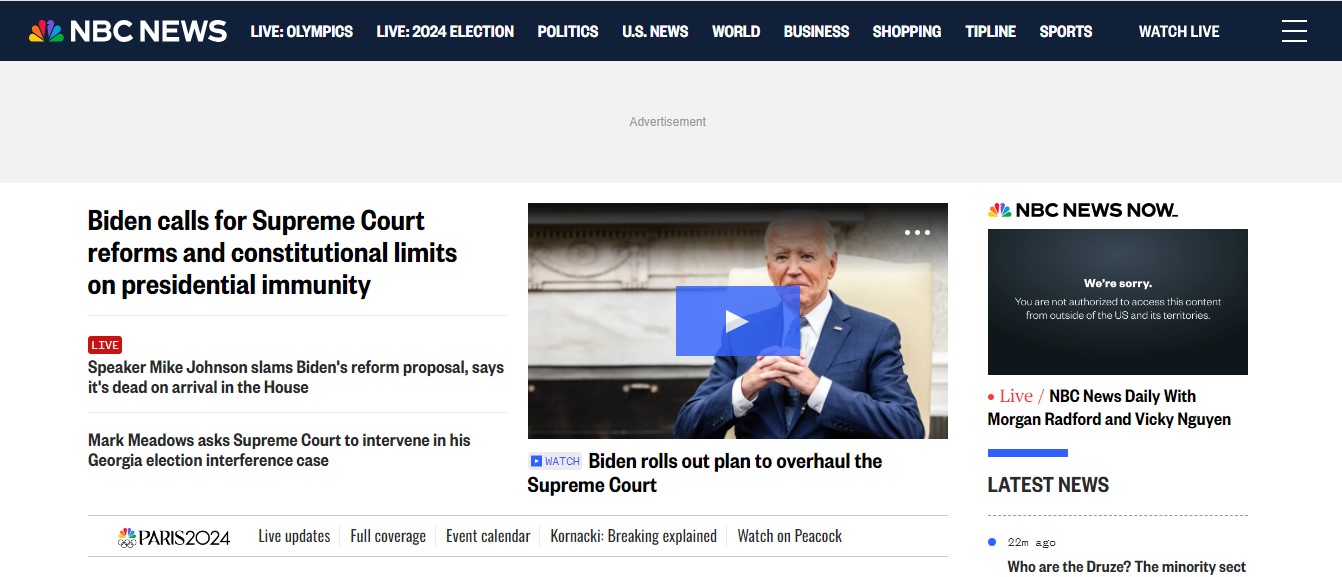 NBC NEWS LIVE: OLYMPICS LIVE: 2024 ELECTION POLITICS U.S. NEWS WORLD BUSINESS SHOPPING TIPLINE SPORTS WATCH LIVE
Advertisement
Biden calls for Supreme Court
reforms and constitutional limits
on presidential immunity
LIVE
Speaker Mike Johnson slams Biden's reform proposal, says
it's dead on arrival in the House
Mark Meadows asks Supreme Court to intervene in his
Georgia election interference case
WATCH Biden rolls out plan to overhaul the
Supreme Court
NBC NEWS NOW_
We're sorry.
You are not authorized to access this content
from outside of the US and its territories.
Live / NBC News Daily With
Morgan Radford and Vicky Nguyen
LATEST NEWS
22m ago
Who are the Druze? The minority sect
PARIS2024 Live updates Full coverage Event calendar Kornacki: Breaking explained Watch on Peacock